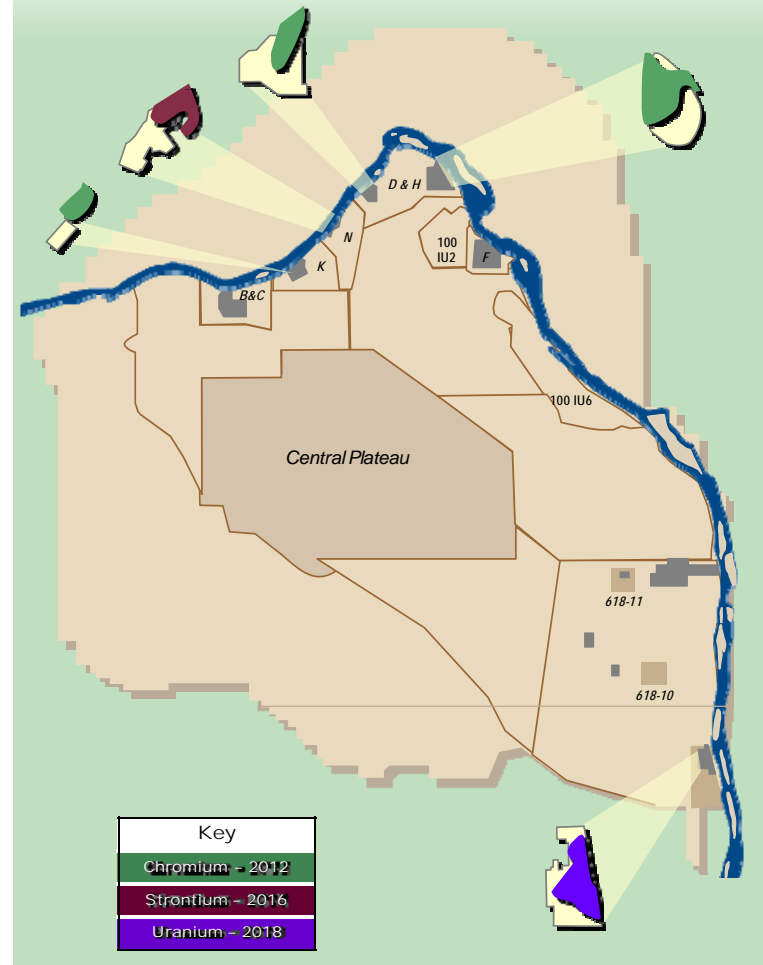 D & H
N
100
IU2
F
K
B&C
100 IU6
Central Plateau
618-11
618-10
Key
Chromium – 2012
Strontium – 2016
Uranium – 2018